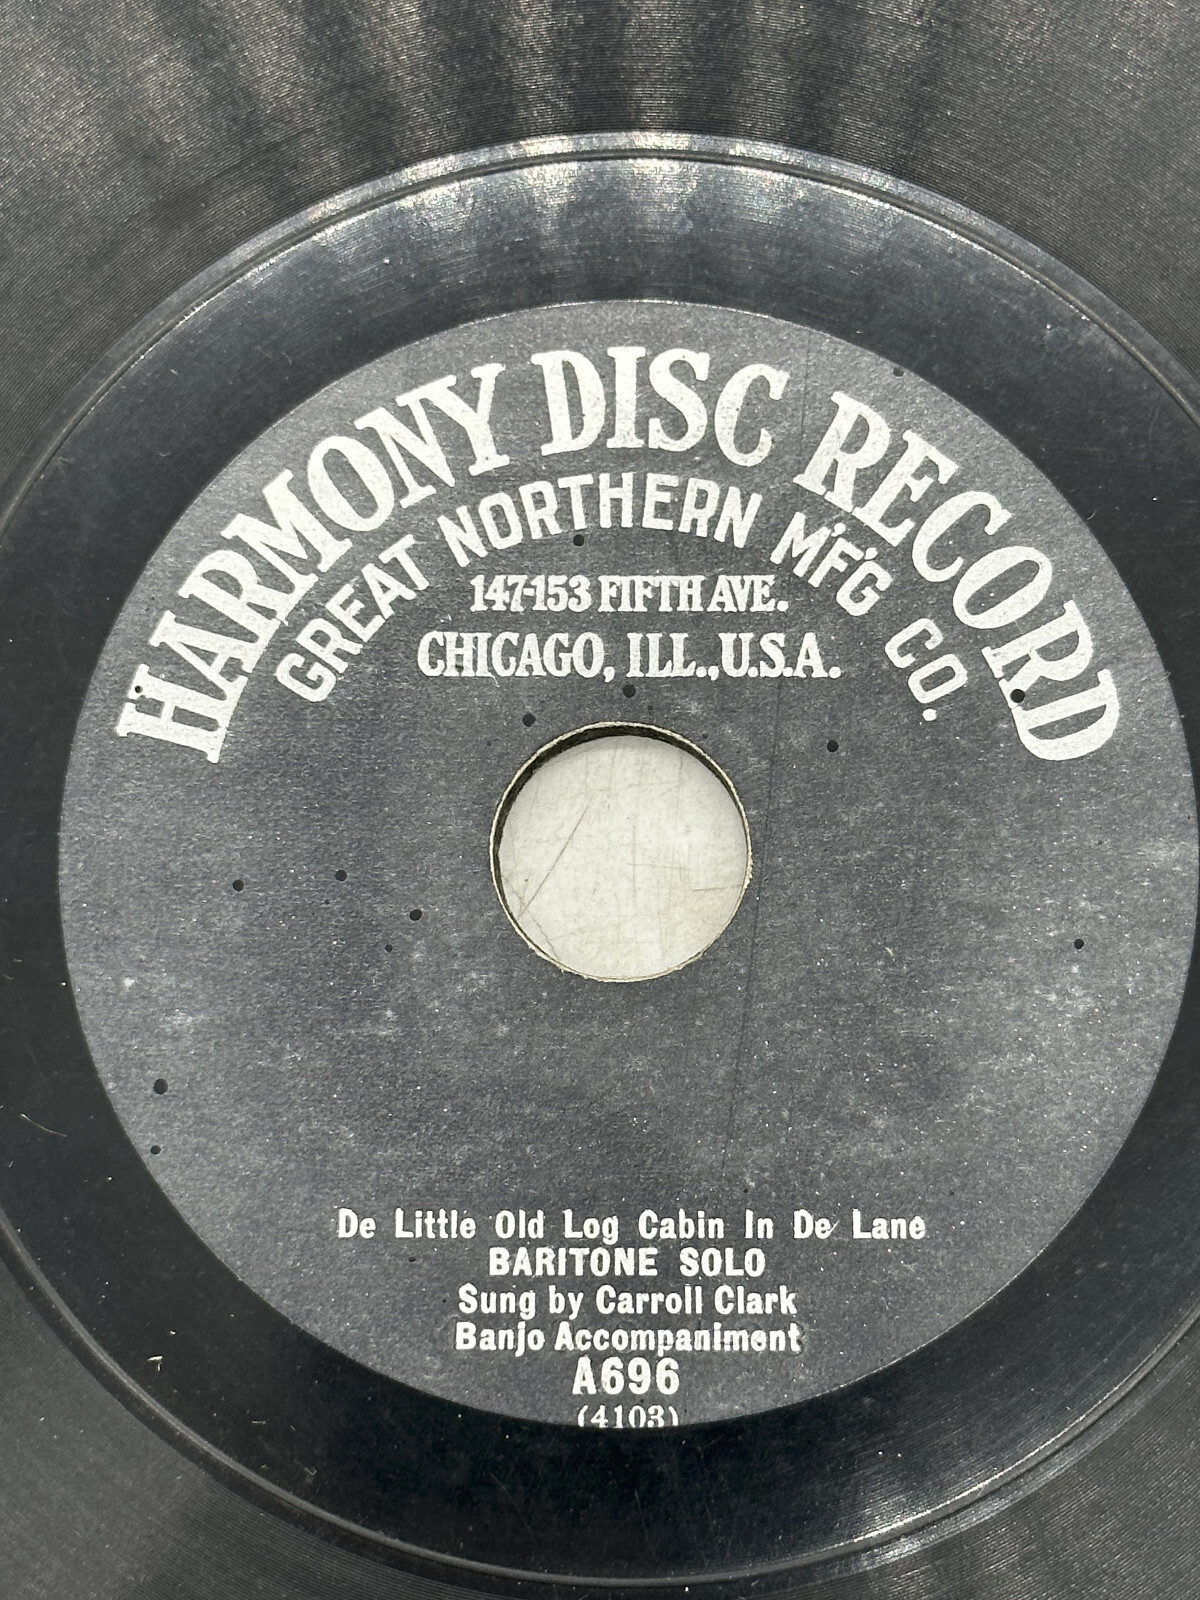 HARMONY DISC RECORD
GREAT NORTHERN M'F'G CO.
147-153 FIFTH AVE.
CHICAGO, ILL., U.S.A.
De Little Old Log Cabin In De Lane
BARITONE SOLO
Sung by Carroll Clark
Banjo Accompaniment
A696
(4103)